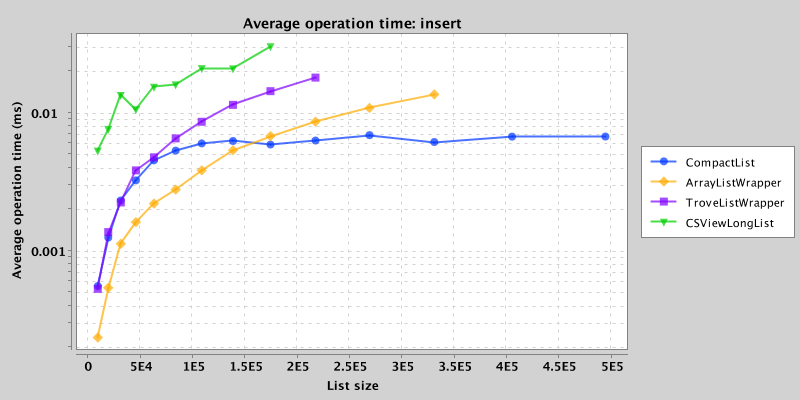 Average operation time: insert
Average operation time (ms)
0.01
0.001
0 5E4 1E5 1.5E5 2E5 2.5E5 3E5 3.5E5 4E5 4.5E5 5E5
List size
CompactList
ArrayListWrapper
TroveListWrapper
CSViewLongList